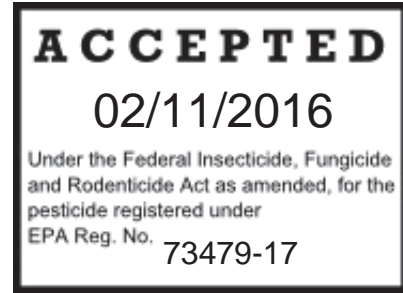 ACCEPTED
02/11/2016
Under the Federal Insecticide, Fungicide
and Rodenticide Act as amended, for the
pesticide registered under
EPA Reg. No. 73479-17